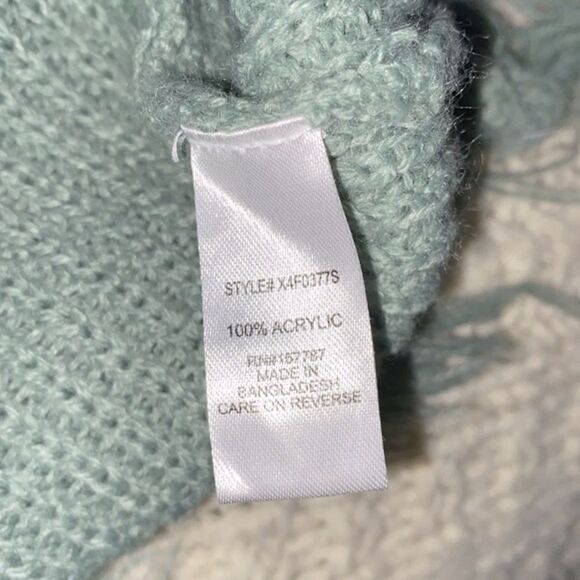 STYLE# X4F0377S
100% ACRYLIC
RN#157787
MADE IN
BANGLADESH
CARE ON REVERSE